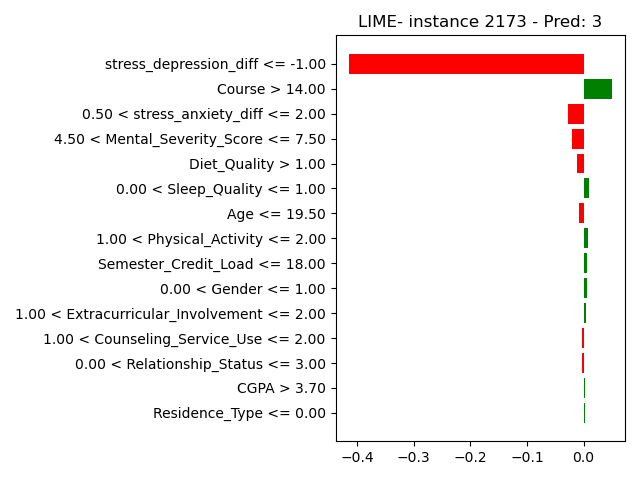 LIME- instance 2173 - Pred: 3
stress_depression_diff <= -1.00
Course > 14.00
0.50 < stress_anxiety_diff <= 2.00
4.50 < Mental_Severity_Score <= 7.50
Diet_Quality > 1.00
0.00 < Sleep_Quality <= 1.00
Age <= 19.50
1.00 < Physical_Activity <= 2.00
Semester_Credit_Load <= 18.00
0.00 < Gender <= 1.00
1.00 < Extracurricular_Involvement <= 2.00
1.00 < Counseling_Service_Use <= 2.00
0.00 < Relationship_Status <= 3.00
CGPA > 3.70
Residence_Type <= 0.00
−0.4 −0.3 −0.2 −0.1 0.0